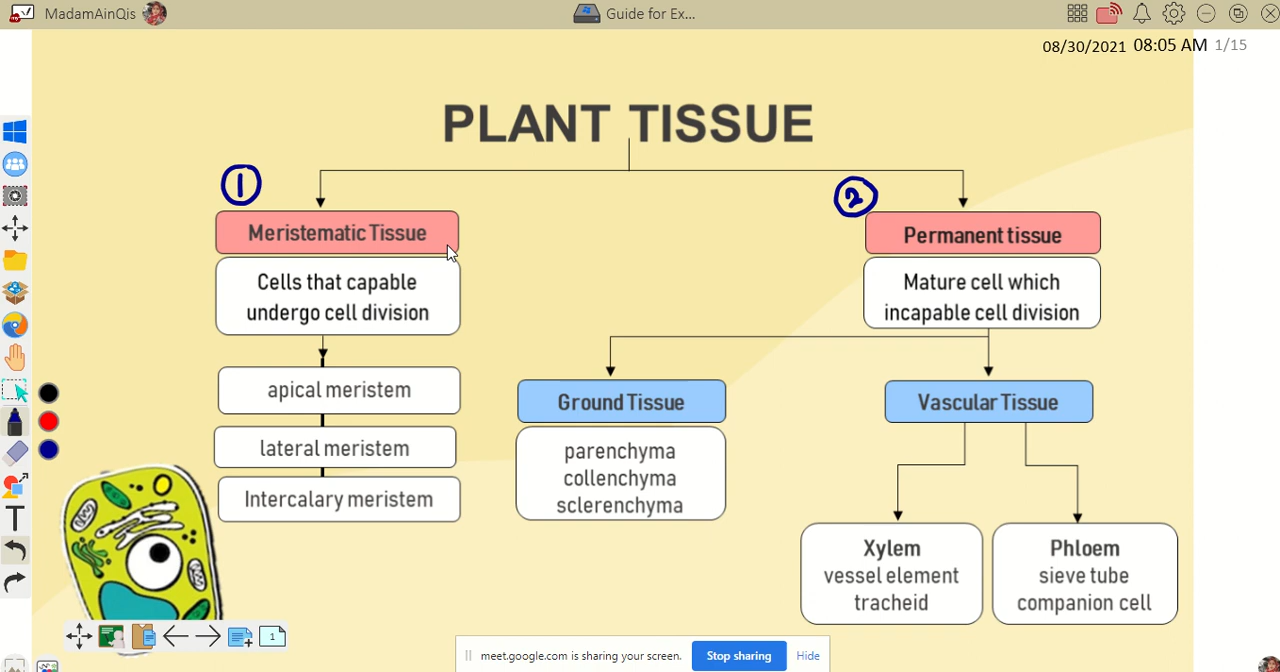 MadamAinQis
Guide for Ex...
08/30/2021 08:05 AM 1/15
PLANT TISSUE
1
2
Meristematic Tissue
Cells that capable
undergo cell division
apical meristem
lateral meristem
Intercalary meristem
Permanent tissue
Mature cell which
incapable cell division
Ground Tissue
parenchyma
collenchyma
sclerenchyma
Vascular Tissue
Xylem
vessel element
tracheid
Phloem
sieve tube
companion cell
T
1
meet.google.com is sharing your screen.
Stop sharing
Hide